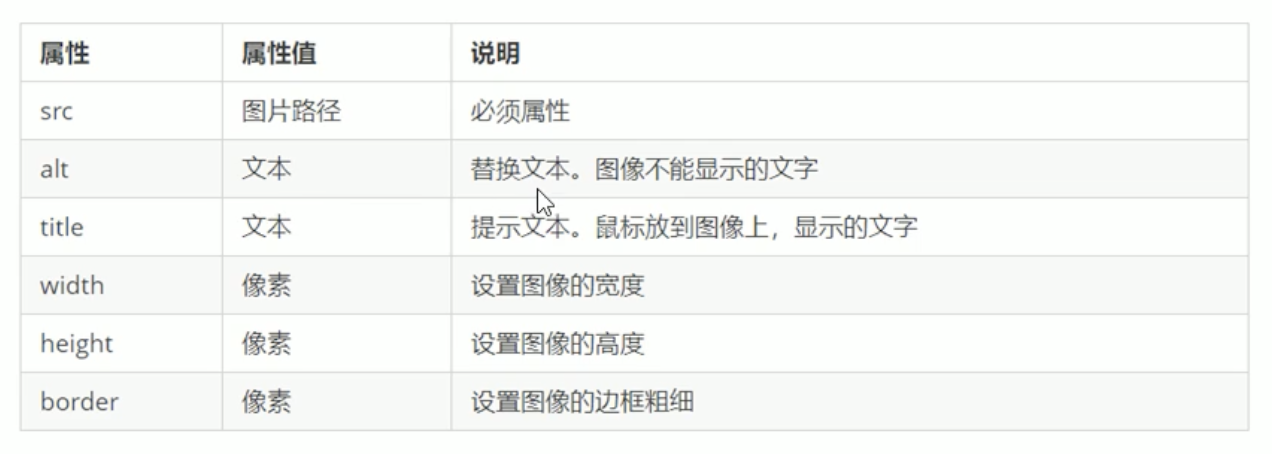 属性 属性值 说明
src 图片路径 必须属性
alt 文本 替换文本。图像不能显示的文字
title 文本 提示文本。鼠标放到图像上，显示的文字
width 像素 设置图像的宽度
height 像素 设置图像的高度
border 像素 设置图像的边框粗细